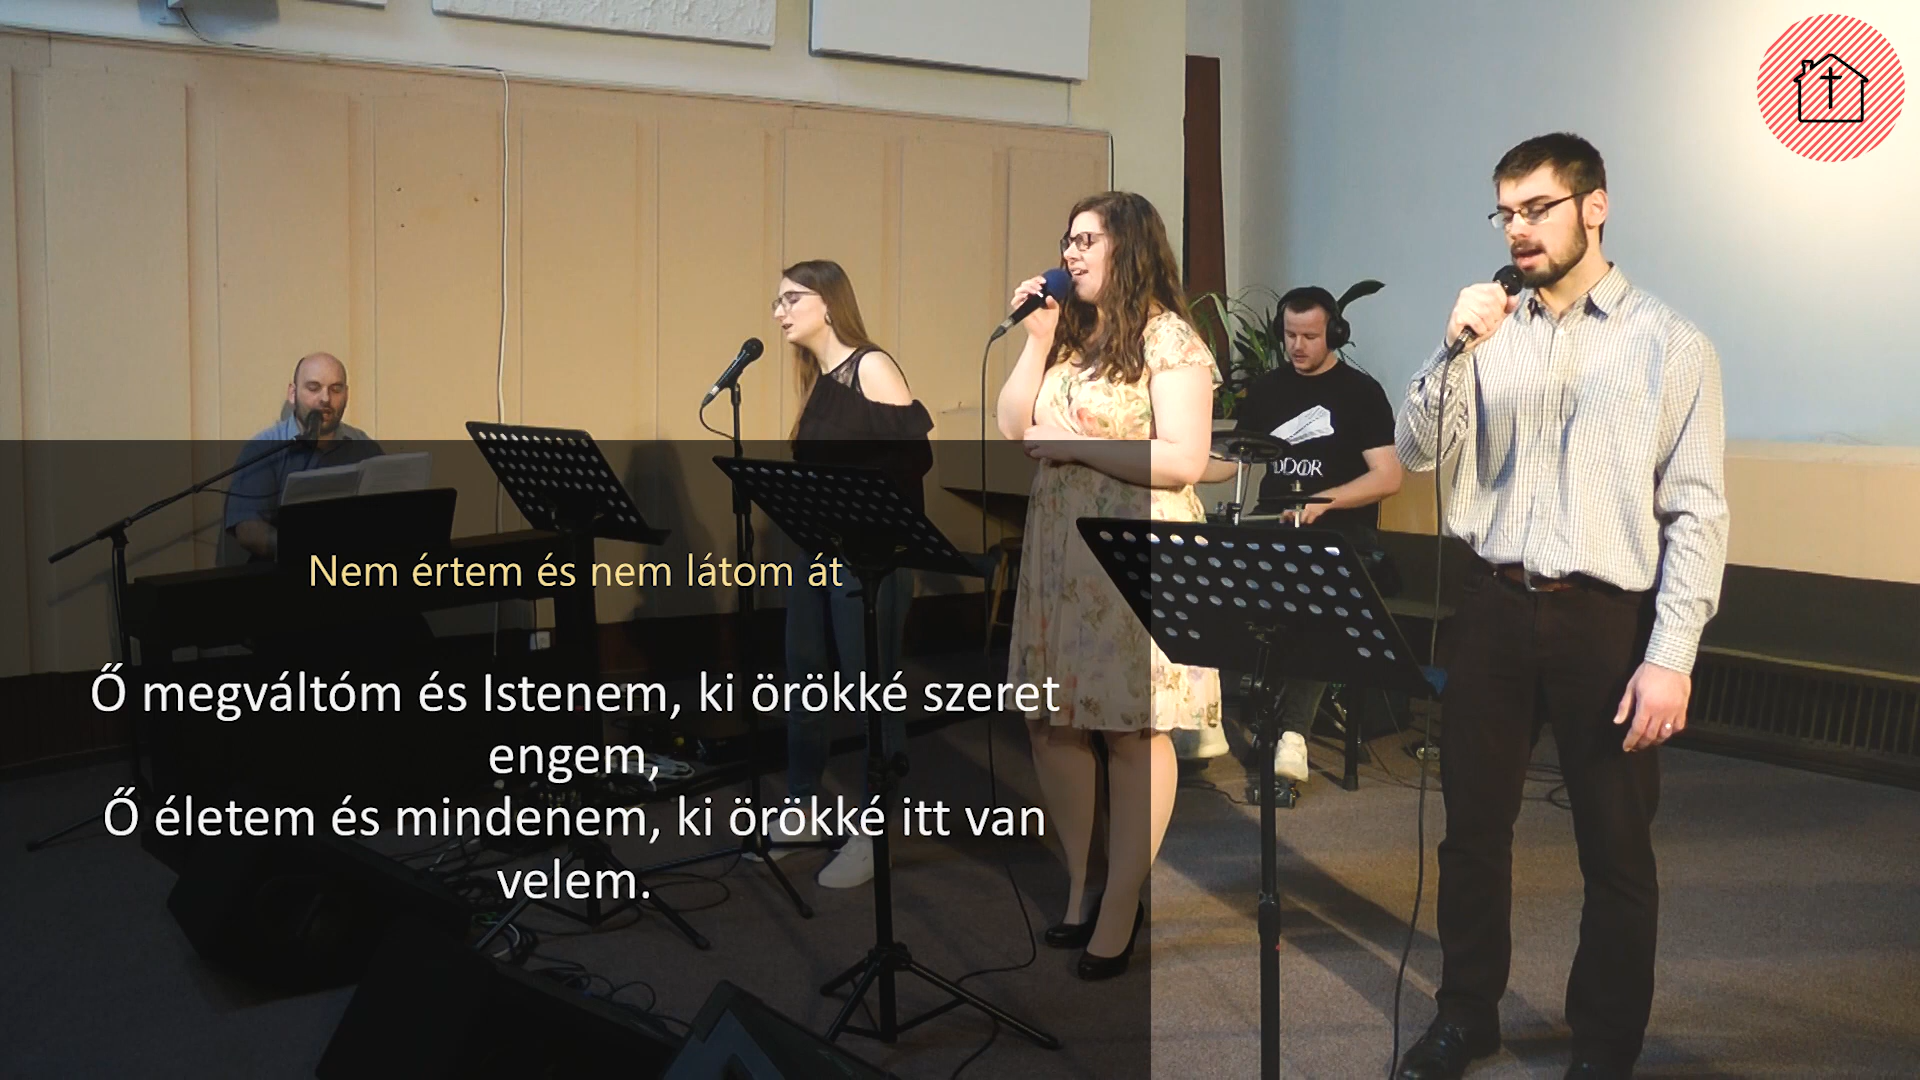 DDOR
Nem értem és nem látom át
Ő megváltóm és Istenem, ki örökké szeret
engem,
Ő életem és mindenem, ki örökké itt van
velem.